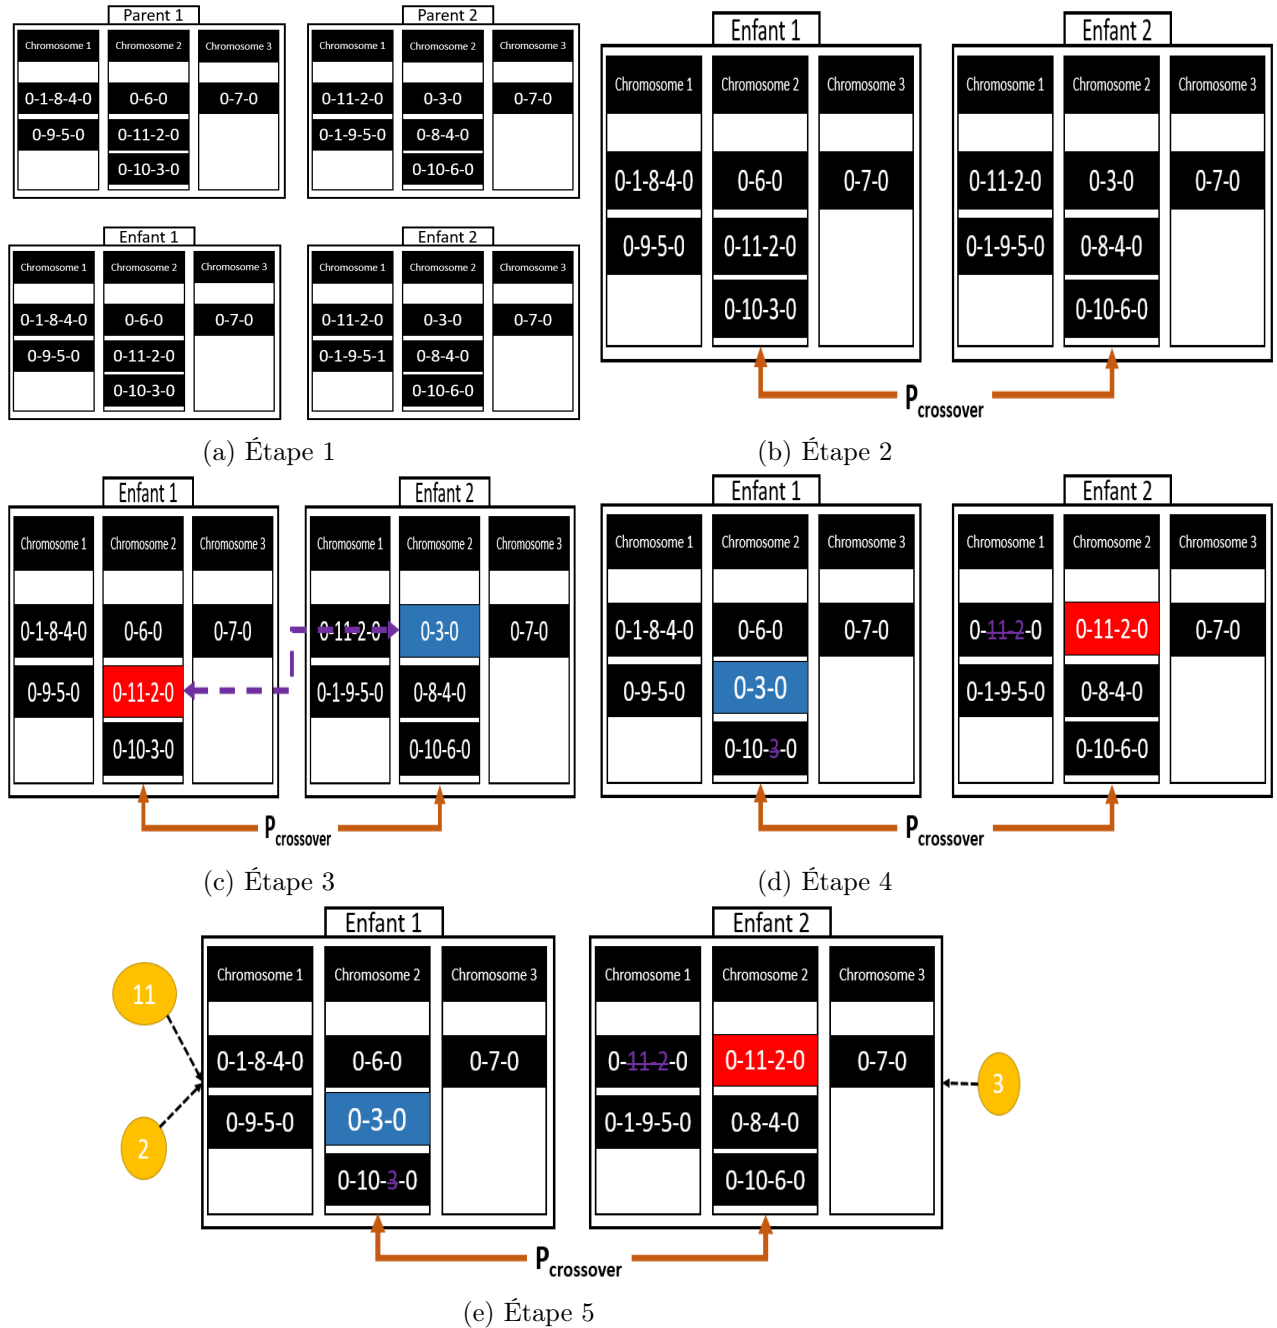 Parent 1
Chromosome 1 Chromosome 2 Chromosome 3
0-1-8-4-0 0-6-0 0-7-0
0-9-5-0 0-11-2-0
0-10-3-0
Parent 2
Chromosome 1 Chromosome 2 Chromosome 3
0-11-2-0 0-3-0 0-7-0
0-1-9-5-0 0-8-4-0
0-10-6-0
Enfant 1
Chromosome 1 Chromosome 2 Chromosome 3
0-1-8-4-0 0-6-0 0-7-0
0-9-5-0 0-11-2-0
0-10-3-0
Enfant 2
Chromosome 1 Chromosome 2 Chromosome 3
0-11-2-0 0-3-0 0-7-0
0-1-9-5-1 0-8-4-0
0-10-6-0
(a) Étape 1
Enfant 1
Chromosome 1 Chromosome 2 Chromosome 3
0-1-8-4-0 0-6-0 0-7-0
0-9-5-0 0-11-2-0
0-10-3-0
Enfant 2
Chromosome 1 Chromosome 2 Chromosome 3
0-11-2-0 0-3-0 0-7-0
0-1-9-5-0 0-8-4-0
0-10-6-0
Pcrossover
(b) Étape 2
Enfant 1
Chromosome 1 Chromosome 2 Chromosome 3
0-1-8-4-0 0-6-0 0-7-0
0-9-5-0 0-11-2-0
0-10-3-0
Enfant 2
Chromosome 1 Chromosome 2 Chromosome 3
0-11-2-0 0-3-0 0-7-0
0-1-9-5-0 0-8-4-0
0-10-6-0
Pcrossover
(c) Étape 3
Enfant 1
Chromosome 1 Chromosome 2 Chromosome 3
0-1-8-4-0 0-6-0 0-7-0
0-9-5-0 0-3-0
0-10-3-0
Enfant 2
Chromosome 1 Chromosome 2 Chromosome 3
0-11-2-0 0-11-2-0 0-7-0
0-1-9-5-0 0-8-4-0
0-10-6-0
Pcrossover
(d) Étape 4
11
2
Enfant 1
Chromosome 1 Chromosome 2 Chromosome 3
0-1-8-4-0 0-6-0 0-7-0
0-9-5-0 0-3-0
0-10-3-0
Enfant 2
Chromosome 1 Chromosome 2 Chromosome 3
0-11-2-0 0-11-2-0 0-7-0
0-1-9-5-0 0-8-4-0
0-10-6-0
3
Pcrossover
(e) Étape 5